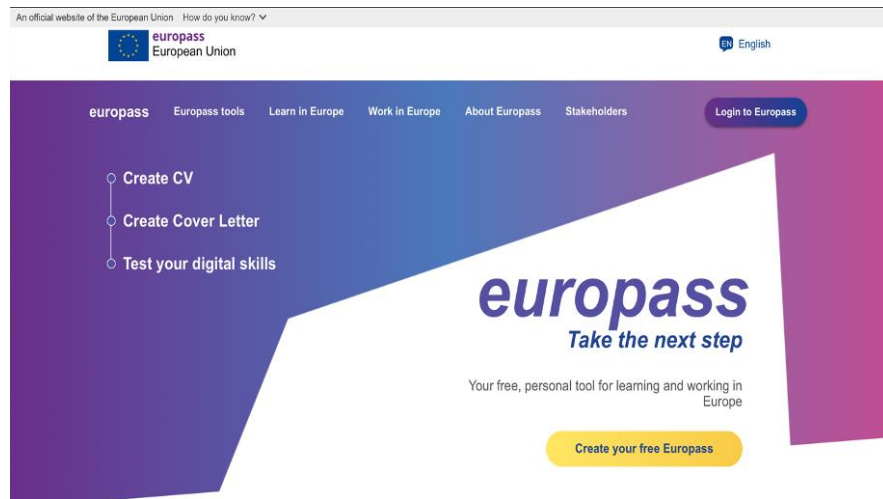 An official website of the European Union How do you know?
europass
European Union
EN English
europass Europass tools Learn in Europe Work in Europe About Europass Stakeholders Login to Europass
Create CV
Create Cover Letter
Test your digital skills
europass
Take the next step
Your free, personal tool for learning and working in
Europe
Create your free Europass